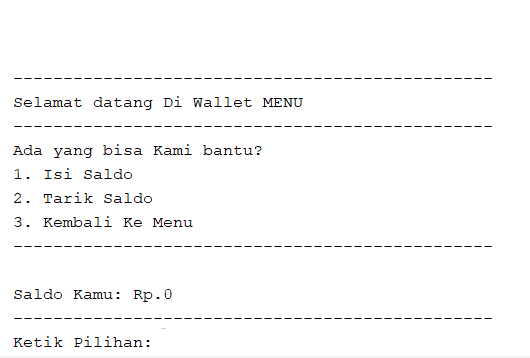 ------------------------------------------------
Selamat datang Di Wallet MENU
------------------------------------------------
Ada yang bisa Kami bantu?
1. Isi Saldo
2. Tarik Saldo
3. Kembali Ke Menu
------------------------------------------------
Saldo Kamu: Rp.0
------------------------------------------------
Ketik Pilihan: